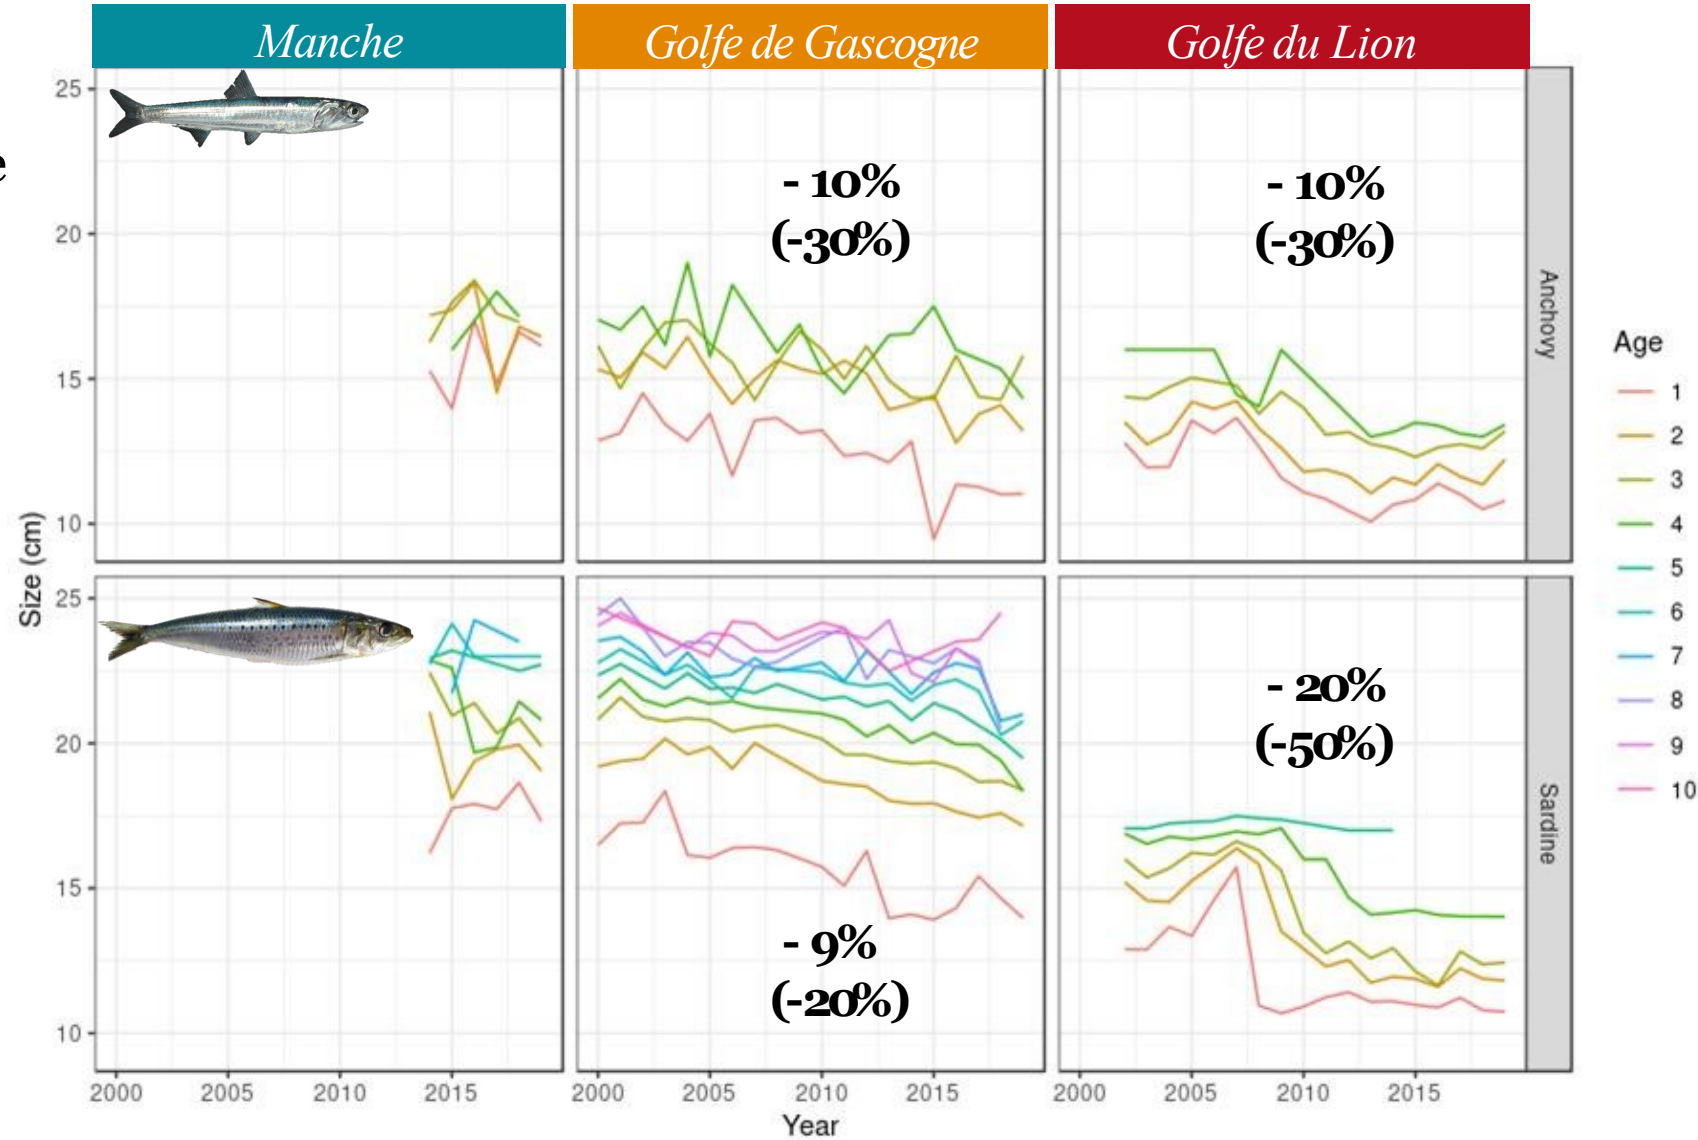 Manche
Golfe de Gascogne
Golfe du Lion
e
25
20
15
10
- 10%
(-30%)
- 10%
(-30%)
Anchovy
Size (cm)
25
20
15
10
- 9%
(-20%)
- 20%
(-50%)
Sardine
2000 2005 2010 2015
2000 2005 2010 2015
2000 2005 2010 2015
Year
Age
1
2
3
4
5
6
7
8
9
10